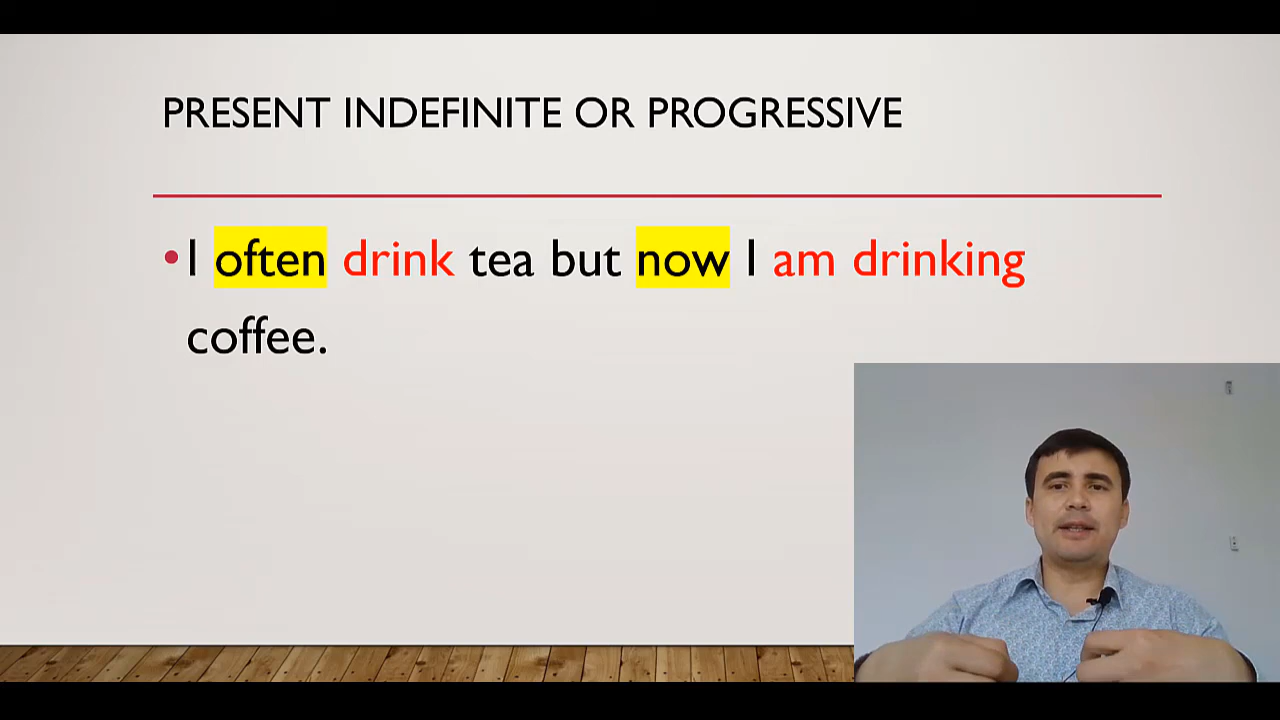 PRESENT INDEFINITE OR PROGRESSIVE
•I often drink tea but now I am drinking
coffee.